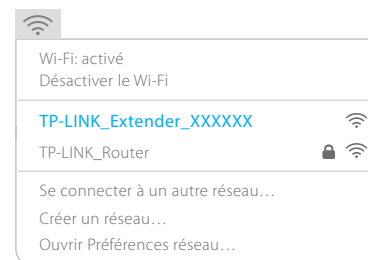 Wi-Fi: activé
Désactiver le Wi-Fi
TP-LINK_Extender_XXXXXX
TP-LINK_Router
Se connecter à un autre réseau...
Créer un réseau...
Ouvrir Préférences réseau...